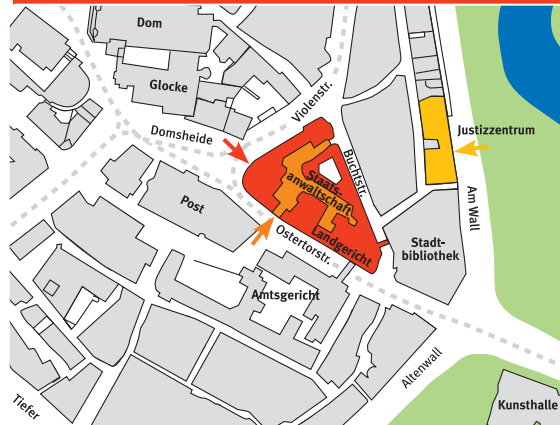 Dom
Glocke
Violenstr.
Domsheide
Justizzentrum
Buchtstr.
Staats-
anwaltschaft
Post
Am Wall
Landgericht
Ostertorstr.
Stadt-
bibliothek
Amtsgericht
Altenwall
Tiefer
Kunsthalle